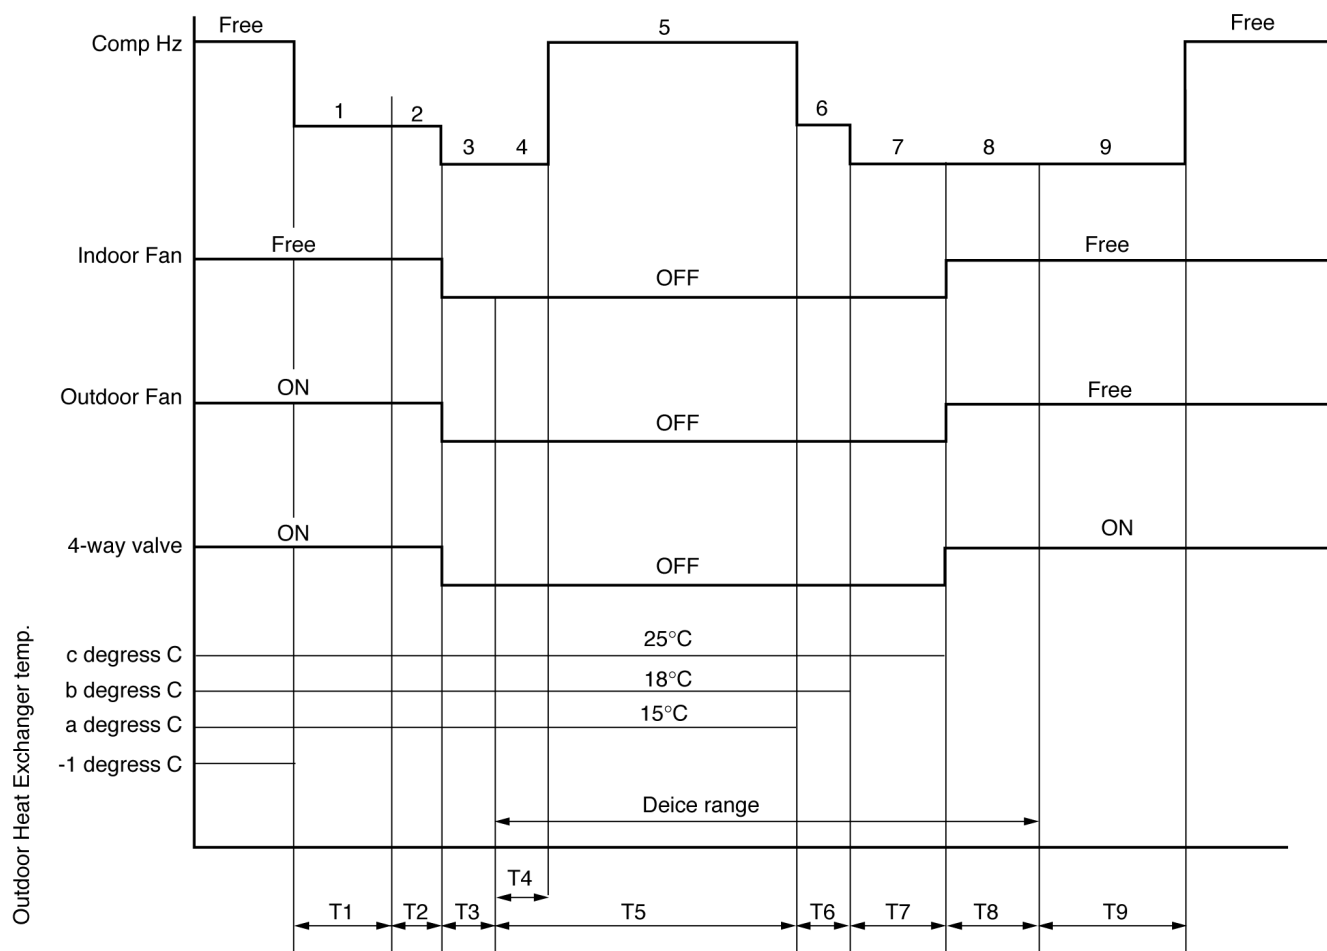 Free
5
Free
Comp Hz
1
2
6
3
4
7
8
9
Free
Free
Indoor Fan
OFF
ON
Free
Outdoor Fan
OFF
ON
ON
4-way valve
OFF
Outdoor Heat Exchanger temp.
25°C
c degress C
18°C
b degress C
15°C
a degress C
-1 degress C
Deice range
T4
T1
T2
T3
T5
T6
T7
T8
T9